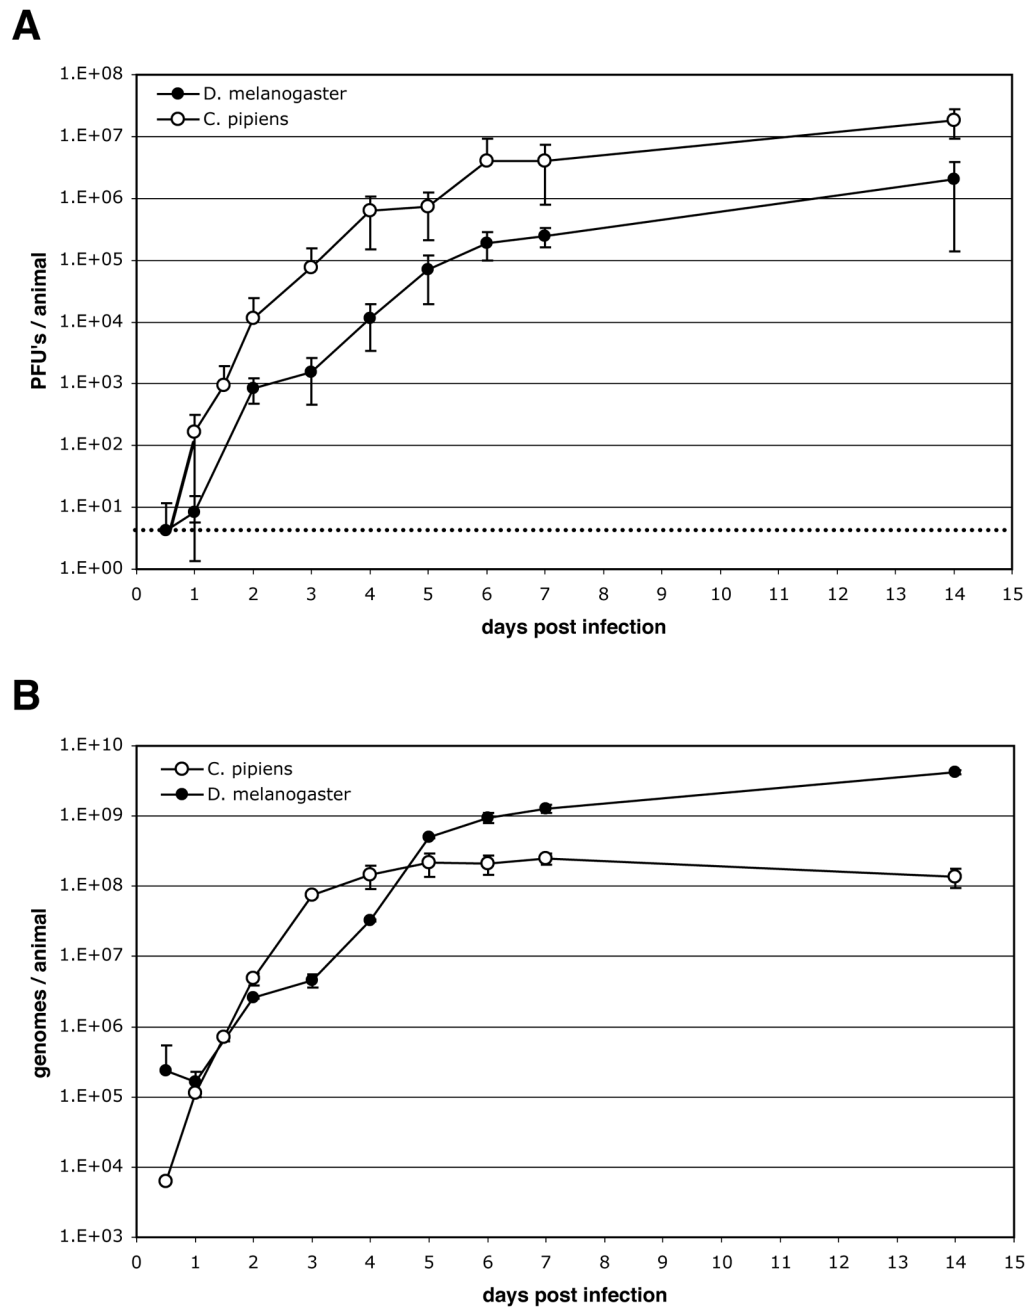 A
1.E+08
1.E+07
1.E+06
1.E+05
1.E+04
1.E+03
1.E+02
1.E+01
1.E+00
PFU's / animal
D. melanogaster
C. pipiens
0 1 2 3 4 5 6 7 8 9 10 11 12 13 14 15
days post infection
B
1.E+10
1.E+09
1.E+08
1.E+07
1.E+06
1.E+05
1.E+04
1.E+03
genomes / animal
C. pipiens
D. melanogaster
0 1 2 3 4 5 6 7 8 9 10 11 12 13 14 15
days post infection